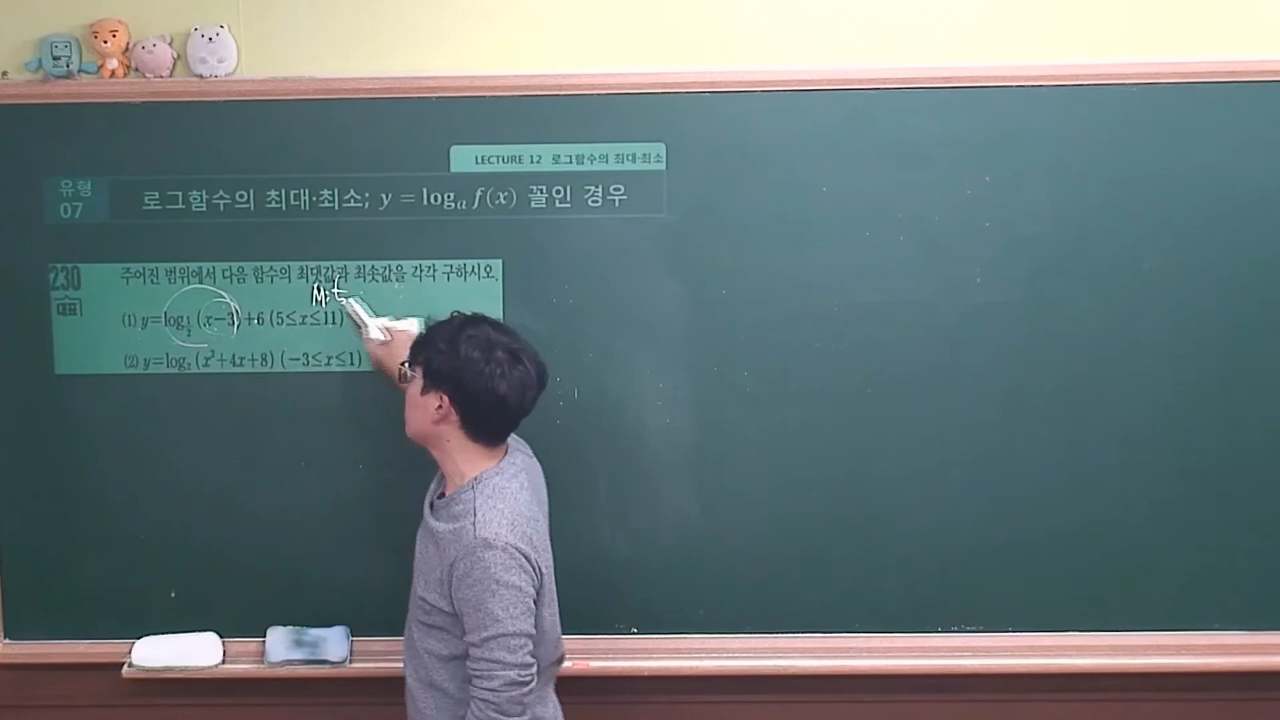 LECTURE 12 로그함수의 최대·최소
유형 07
로그함수의 최대·최소; y = logₐ f(x) 꼴인 경우
230
대표
주어진 범위에서 다음 함수의 최댓값과 최솟값을 각각 구하시오.
(1) y=log½ (x−3)+6 (5≤x≤11)
(2) y=log₂ (x²+4x+8) (−3≤x≤1)